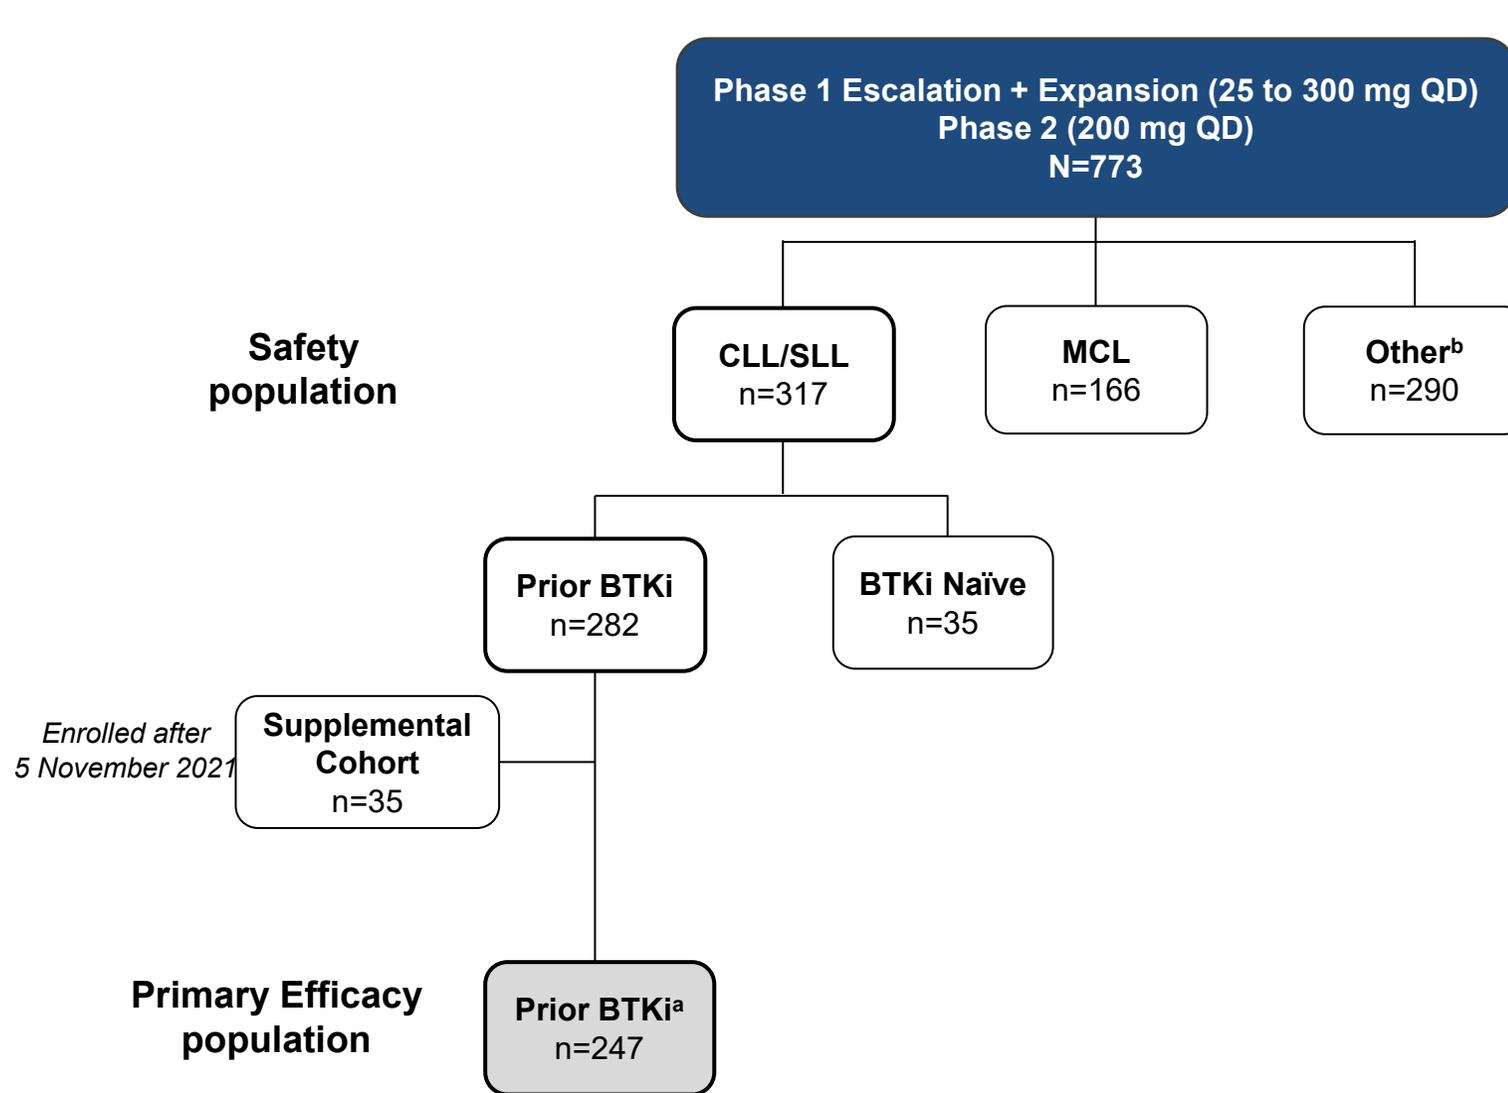 Phase 1 Escalation + Expansion (25 to 300 mg QD)
Phase 2 (200 mg QD)
N=773
Safety
population
CLL/SLL
n=317
MCL
n=166
Otherᵇ
n=290
Prior BTKi
n=282
BTKi Naïve
n=35
Enrolled after
5 November 2021
Supplemental
Cohort
n=35
Primary Efficacy
population
Prior BTKiᵃ
n=247